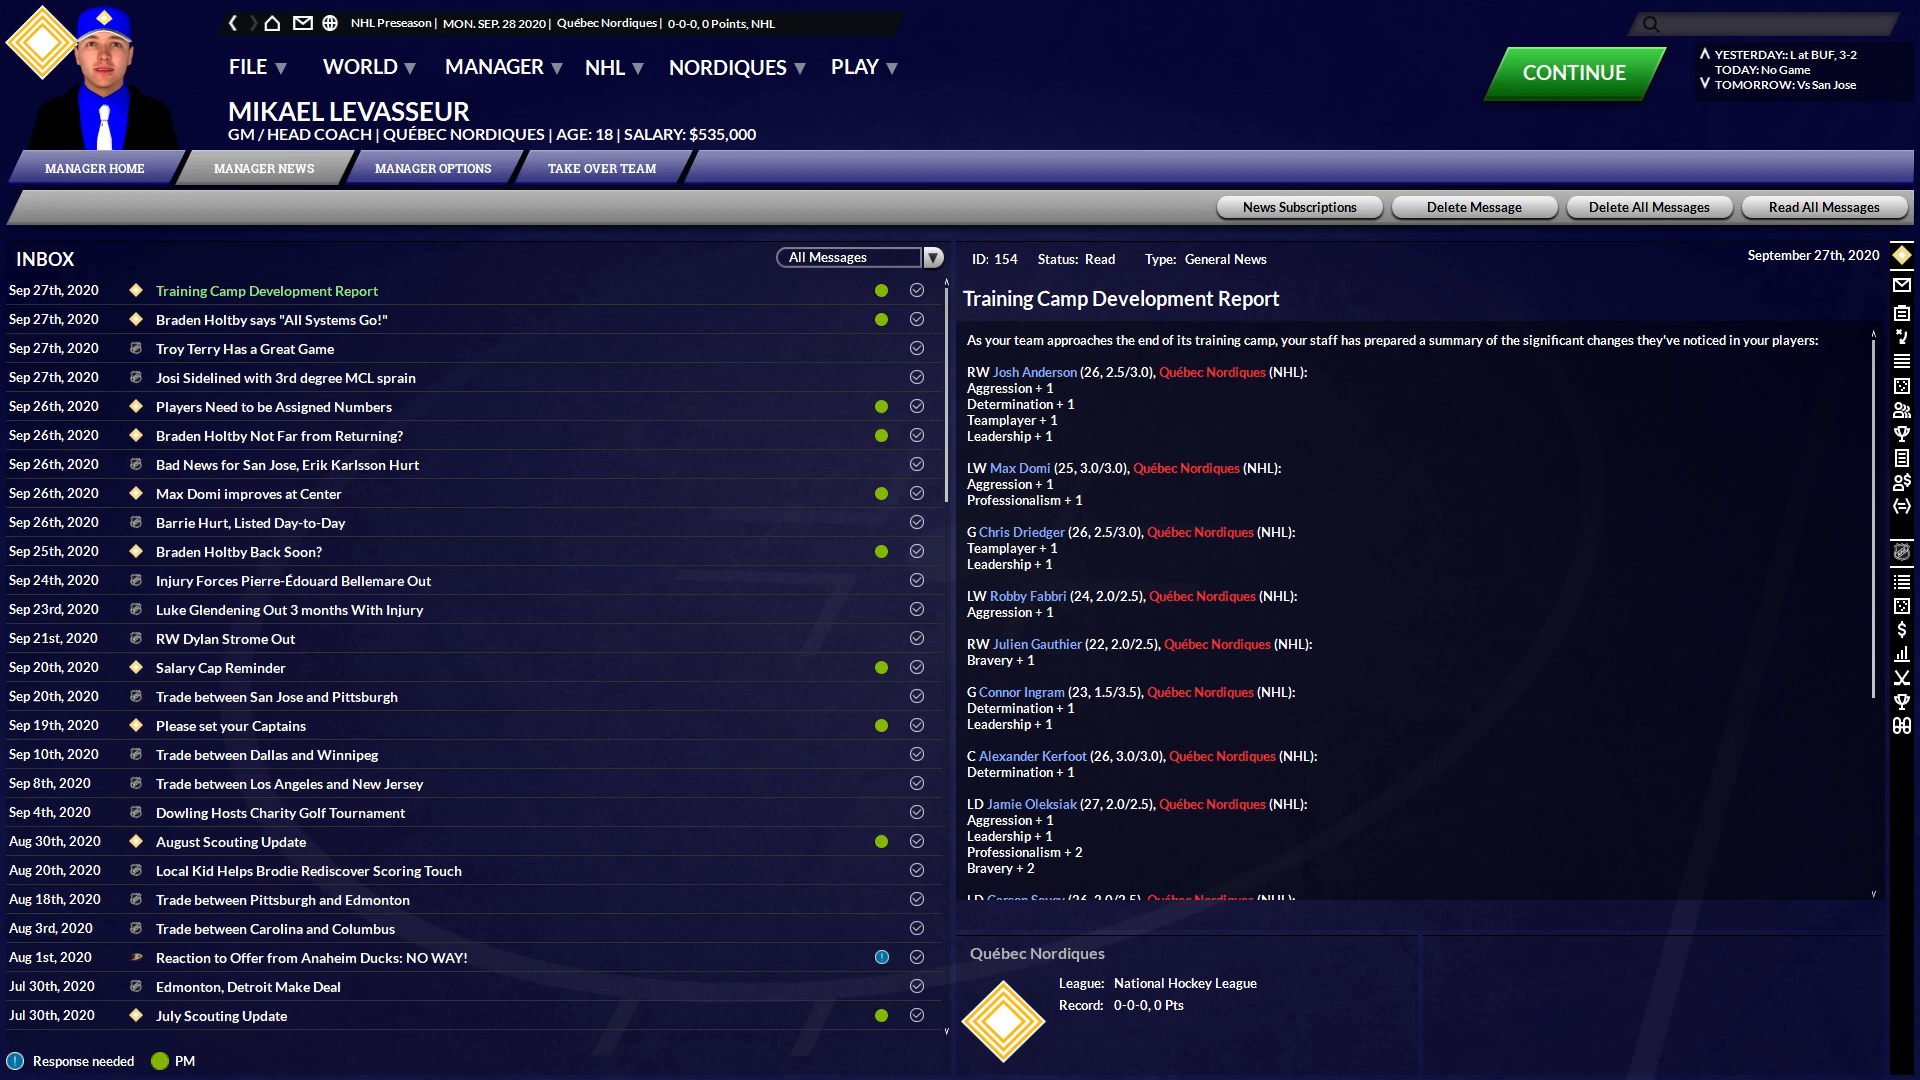 NHL Preseason | MON. SEP. 28 2020 | Québec Nordiques | 0-0-0, 0 Points, NHL
FILE WORLD MANAGER NHL NORDIQUES PLAY
CONTINUE
YESTERDAY:: L at BUF, 3-2
TODAY: No Game
TOMORROW: Vs San Jose
MIKAEL LEVASSEUR
GM / HEAD COACH | QUÉBEC NORDIQUES | AGE: 18 | SALARY: $535,000
MANAGER HOME MANAGER NEWS MANAGER OPTIONS TAKE OVER TEAM
News Subscriptions Delete Message Delete All Messages Read All Messages
INBOX All Messages
Sep 27th, 2020 Training Camp Development Report
Sep 27th, 2020 Braden Holtby says "All Systems Go!"
Sep 27th, 2020 Troy Terry Has a Great Game
Sep 27th, 2020 Josi Sidelined with 3rd degree MCL sprain
Sep 26th, 2020 Players Need to be Assigned Numbers
Sep 26th, 2020 Braden Holtby Not Far from Returning?
Sep 26th, 2020 Bad News for San Jose, Erik Karlsson Hurt
Sep 26th, 2020 Max Domi improves at Center
Sep 26th, 2020 Barrie Hurt, Listed Day-to-Day
Sep 25th, 2020 Braden Holtby Back Soon?
Sep 24th, 2020 Injury Forces Pierre-Édouard Bellemare Out
Sep 23rd, 2020 Luke Glendening Out 3 months With Injury
Sep 21st, 2020 RW Dylan Strome Out
Sep 20th, 2020 Salary Cap Reminder
Sep 20th, 2020 Trade between San Jose and Pittsburgh
Sep 19th, 2020 Please set your Captains
Sep 10th, 2020 Trade between Dallas and Winnipeg
Sep 8th, 2020 Trade between Los Angeles and New Jersey
Sep 4th, 2020 Dowling Hosts Charity Golf Tournament
Aug 30th, 2020 August Scouting Update
Aug 20th, 2020 Local Kid Helps Brodie Rediscover Scoring Touch
Aug 18th, 2020 Trade between Pittsburgh and Edmonton
Aug 3rd, 2020 Trade between Carolina and Columbus
Aug 1st, 2020 Reaction to Offer from Anaheim Ducks: NO WAY!
Jul 30th, 2020 Edmonton, Detroit Make Deal
Jul 30th, 2020 July Scouting Update
Response needed PM
ID: 154 Status: Read Type: General News September 27th, 2020
Training Camp Development Report
As your team approaches the end of its training camp, your staff has prepared a summary of the significant changes they've noticed in your players:
RW Josh Anderson (26, 2.5/3.0), Québec Nordiques (NHL):
Aggression + 1
Determination + 1
Teamplayer + 1
Leadership + 1
LW Max Domi (25, 3.0/3.0), Québec Nordiques (NHL):
Aggression + 1
Professionalism + 1
G Chris Driedger (26, 2.5/3.0), Québec Nordiques (NHL):
Teamplayer + 1
Leadership + 1
LW Robby Fabbri (24, 2.0/2.5), Québec Nordiques (NHL):
Aggression + 1
RW Julien Gauthier (22, 2.0/2.5), Québec Nordiques (NHL):
Bravery + 1
G Connor Ingram (23, 1.5/3.5), Québec Nordiques (NHL):
Determination + 1
Leadership + 1
C Alexander Kerfoot (26, 3.0/3.0), Québec Nordiques (NHL):
Determination + 1
LD Jamie Oleksiak (27, 2.0/2.5), Québec Nordiques (NHL):
Aggression + 1
Leadership + 1
Professionalism + 2
Bravery + 2
LD Carson Soucy (26, 2.0/2.5), Québec Nordiques (NHL):
Québec Nordiques
League: National Hockey League
Record: 0-0-0, 0 Pts